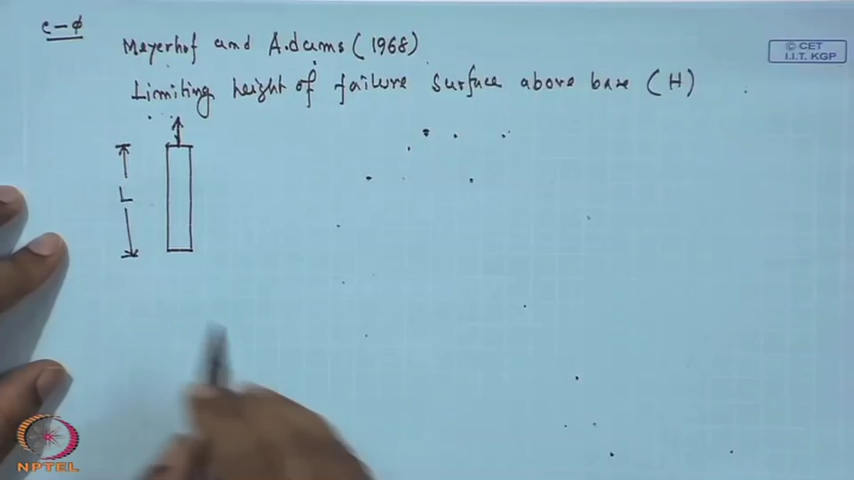 c-φ
Meyerhof and Adams (1968)
© CET
I.I.T. KGP
Limiting height of failure surface above base (H)
L
NPTEL